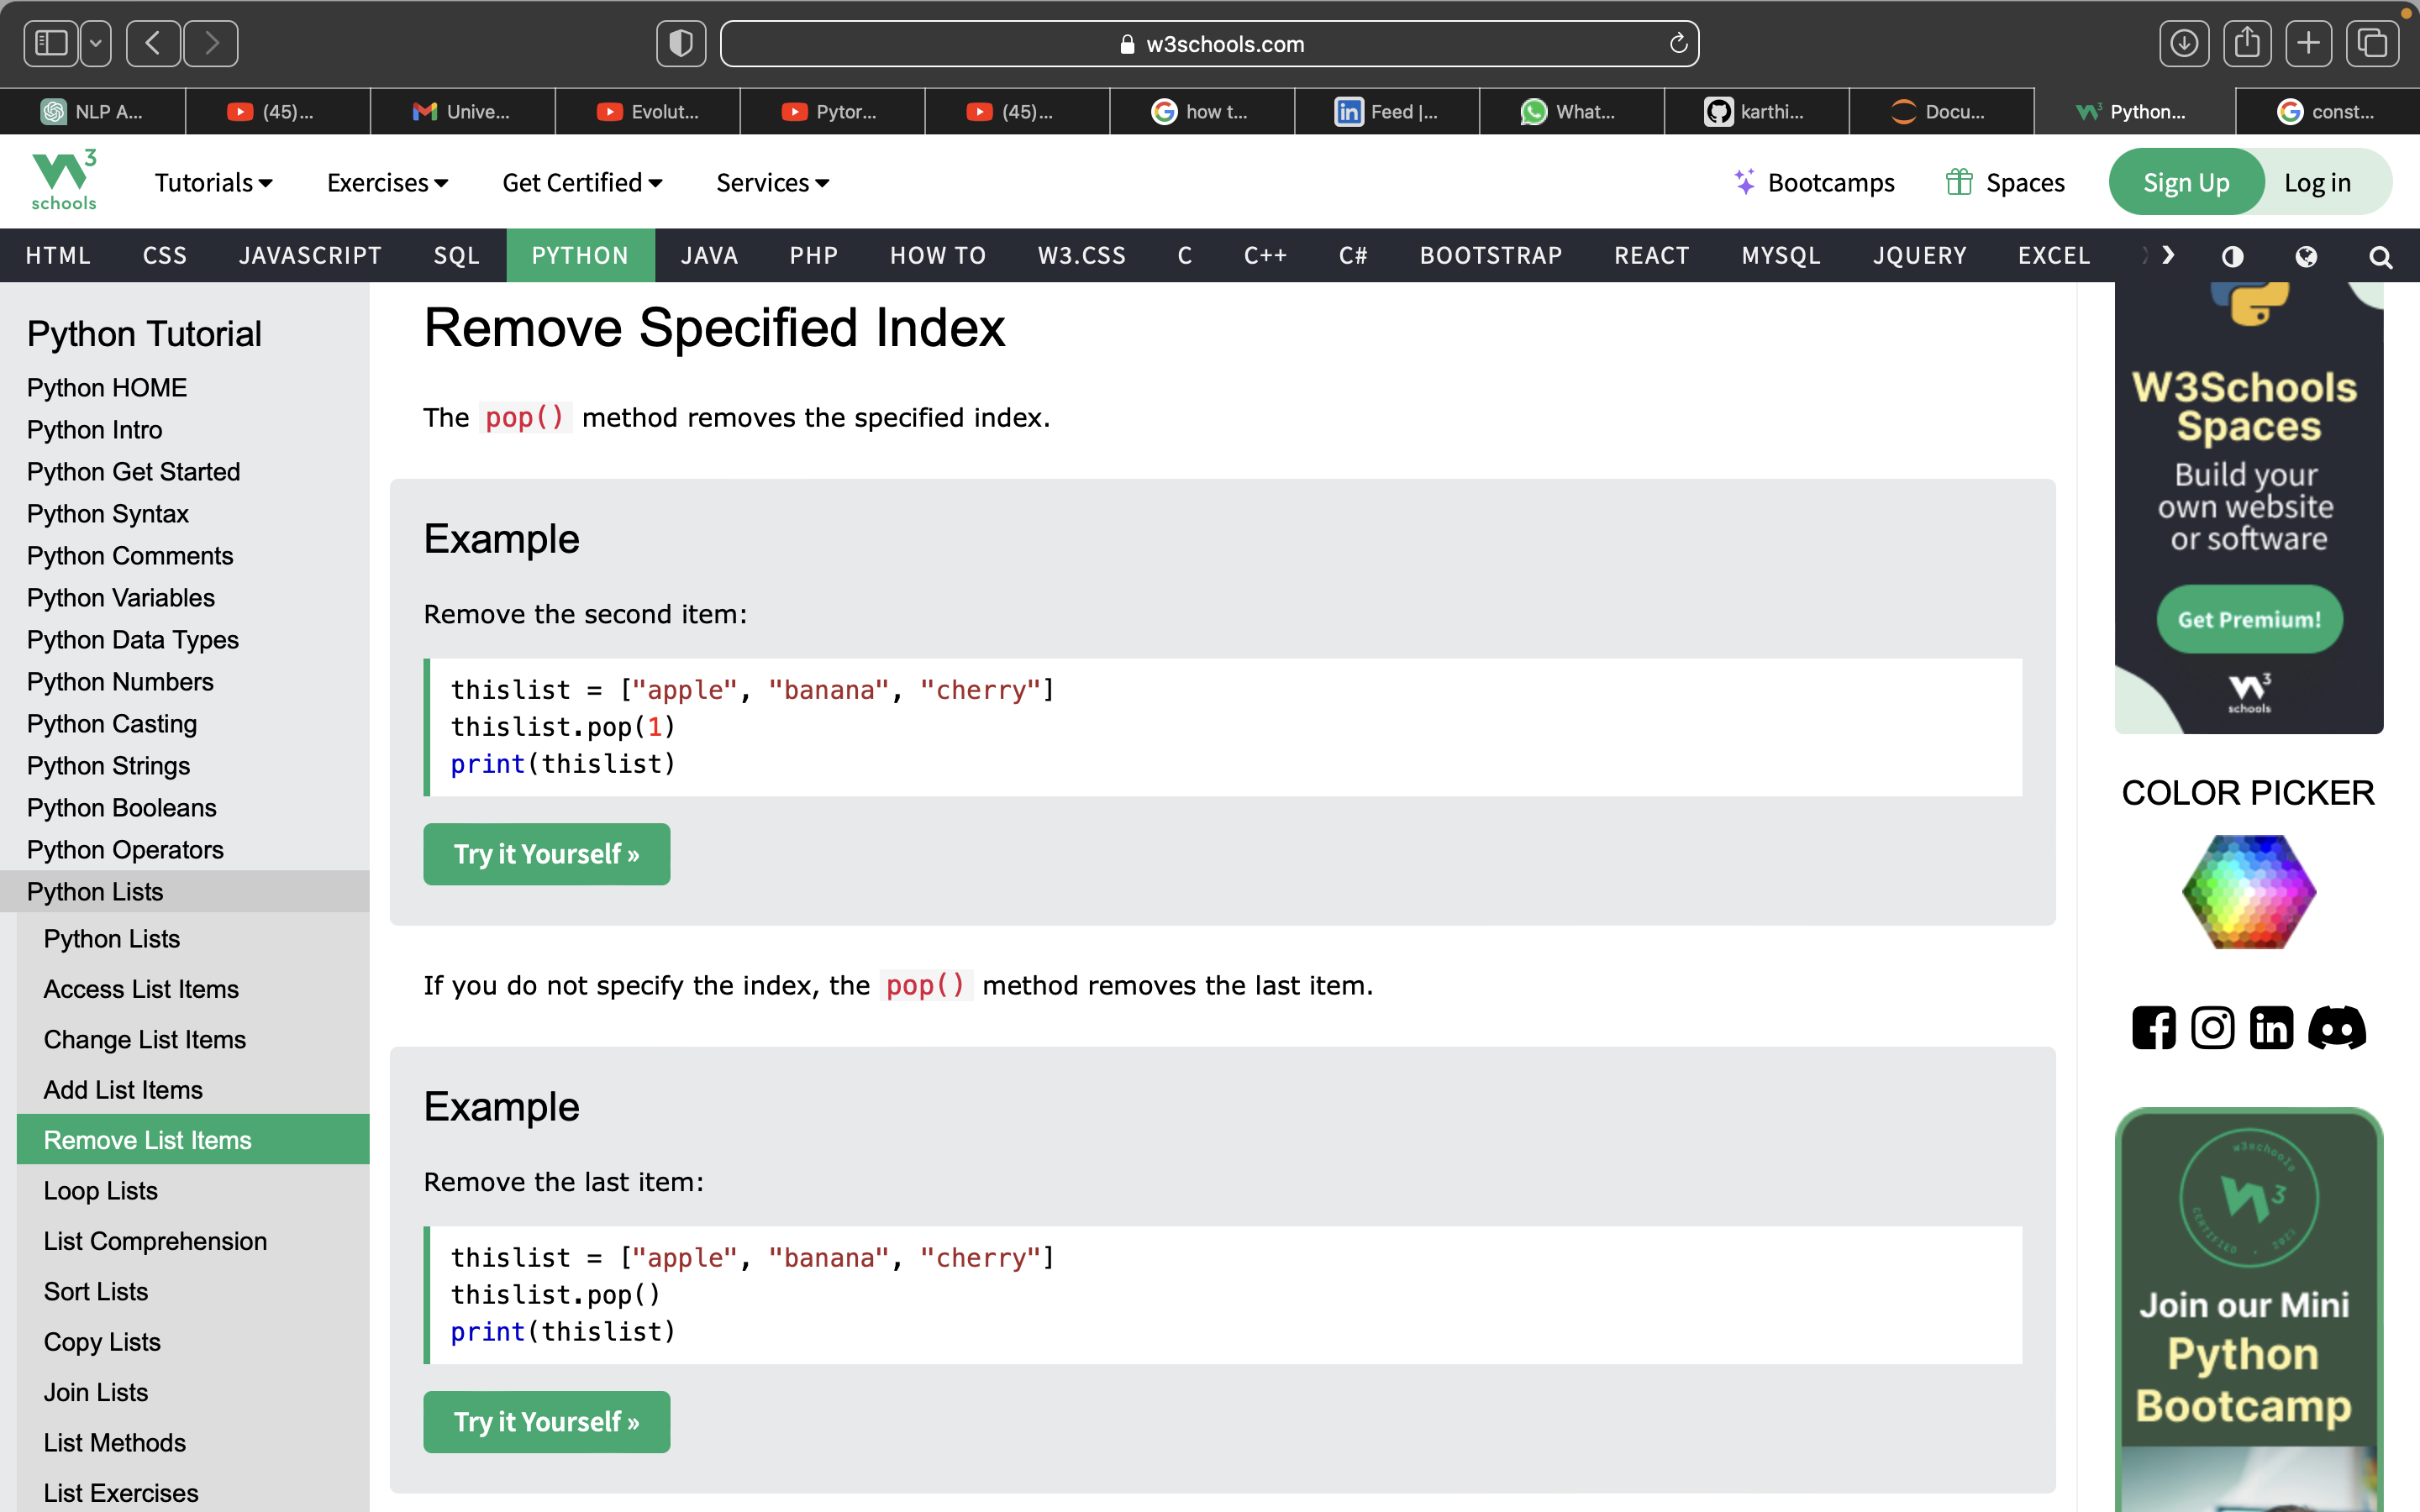 w3schools.com
NLP A...
(45)...
Unive...
Evolut...
Pytor...
(45)...
how t...
Feed |...
What...
karthi...
Docu...
Python...
const...
3
schools
Tutorials
Exercises
Get Certified
Services
Bootcamps
Spaces
Sign Up
Log in
HTML
CSS
JAVASCRIPT
SQL
PYTHON
JAVA
PHP
HOW TO
W3.CSS
C
C++
C#
BOOTSTRAP
REACT
MYSQL
JQUERY
EXCEL
Python Tutorial
Python HOME
Python Intro
Python Get Started
Python Syntax
Python Comments
Python Variables
Python Data Types
Python Numbers
Python Casting
Python Strings
Python Booleans
Python Operators
Python Lists
Python Lists
Access List Items
Change List Items
Add List Items
Remove List Items
Loop Lists
List Comprehension
Sort Lists
Copy Lists
Join Lists
List Methods
List Exercises
Remove Specified Index
The pop() method removes the specified index.
Example
Remove the second item:
thislist = ["apple", "banana", "cherry"]
thislist.pop(1)
print(thislist)
Try it Yourself »
If you do not specify the index, the pop() method removes the last item.
Example
Remove the last item:
thislist = ["apple", "banana", "cherry"]
thislist.pop()
print(thislist)
Try it Yourself »
W3Schools
Spaces
Build your
own website
or software
Get Premium!
3
schools
COLOR PICKER
in
w3schools
3
CERTIFIED
Join our Mini
Python
Bootcamp